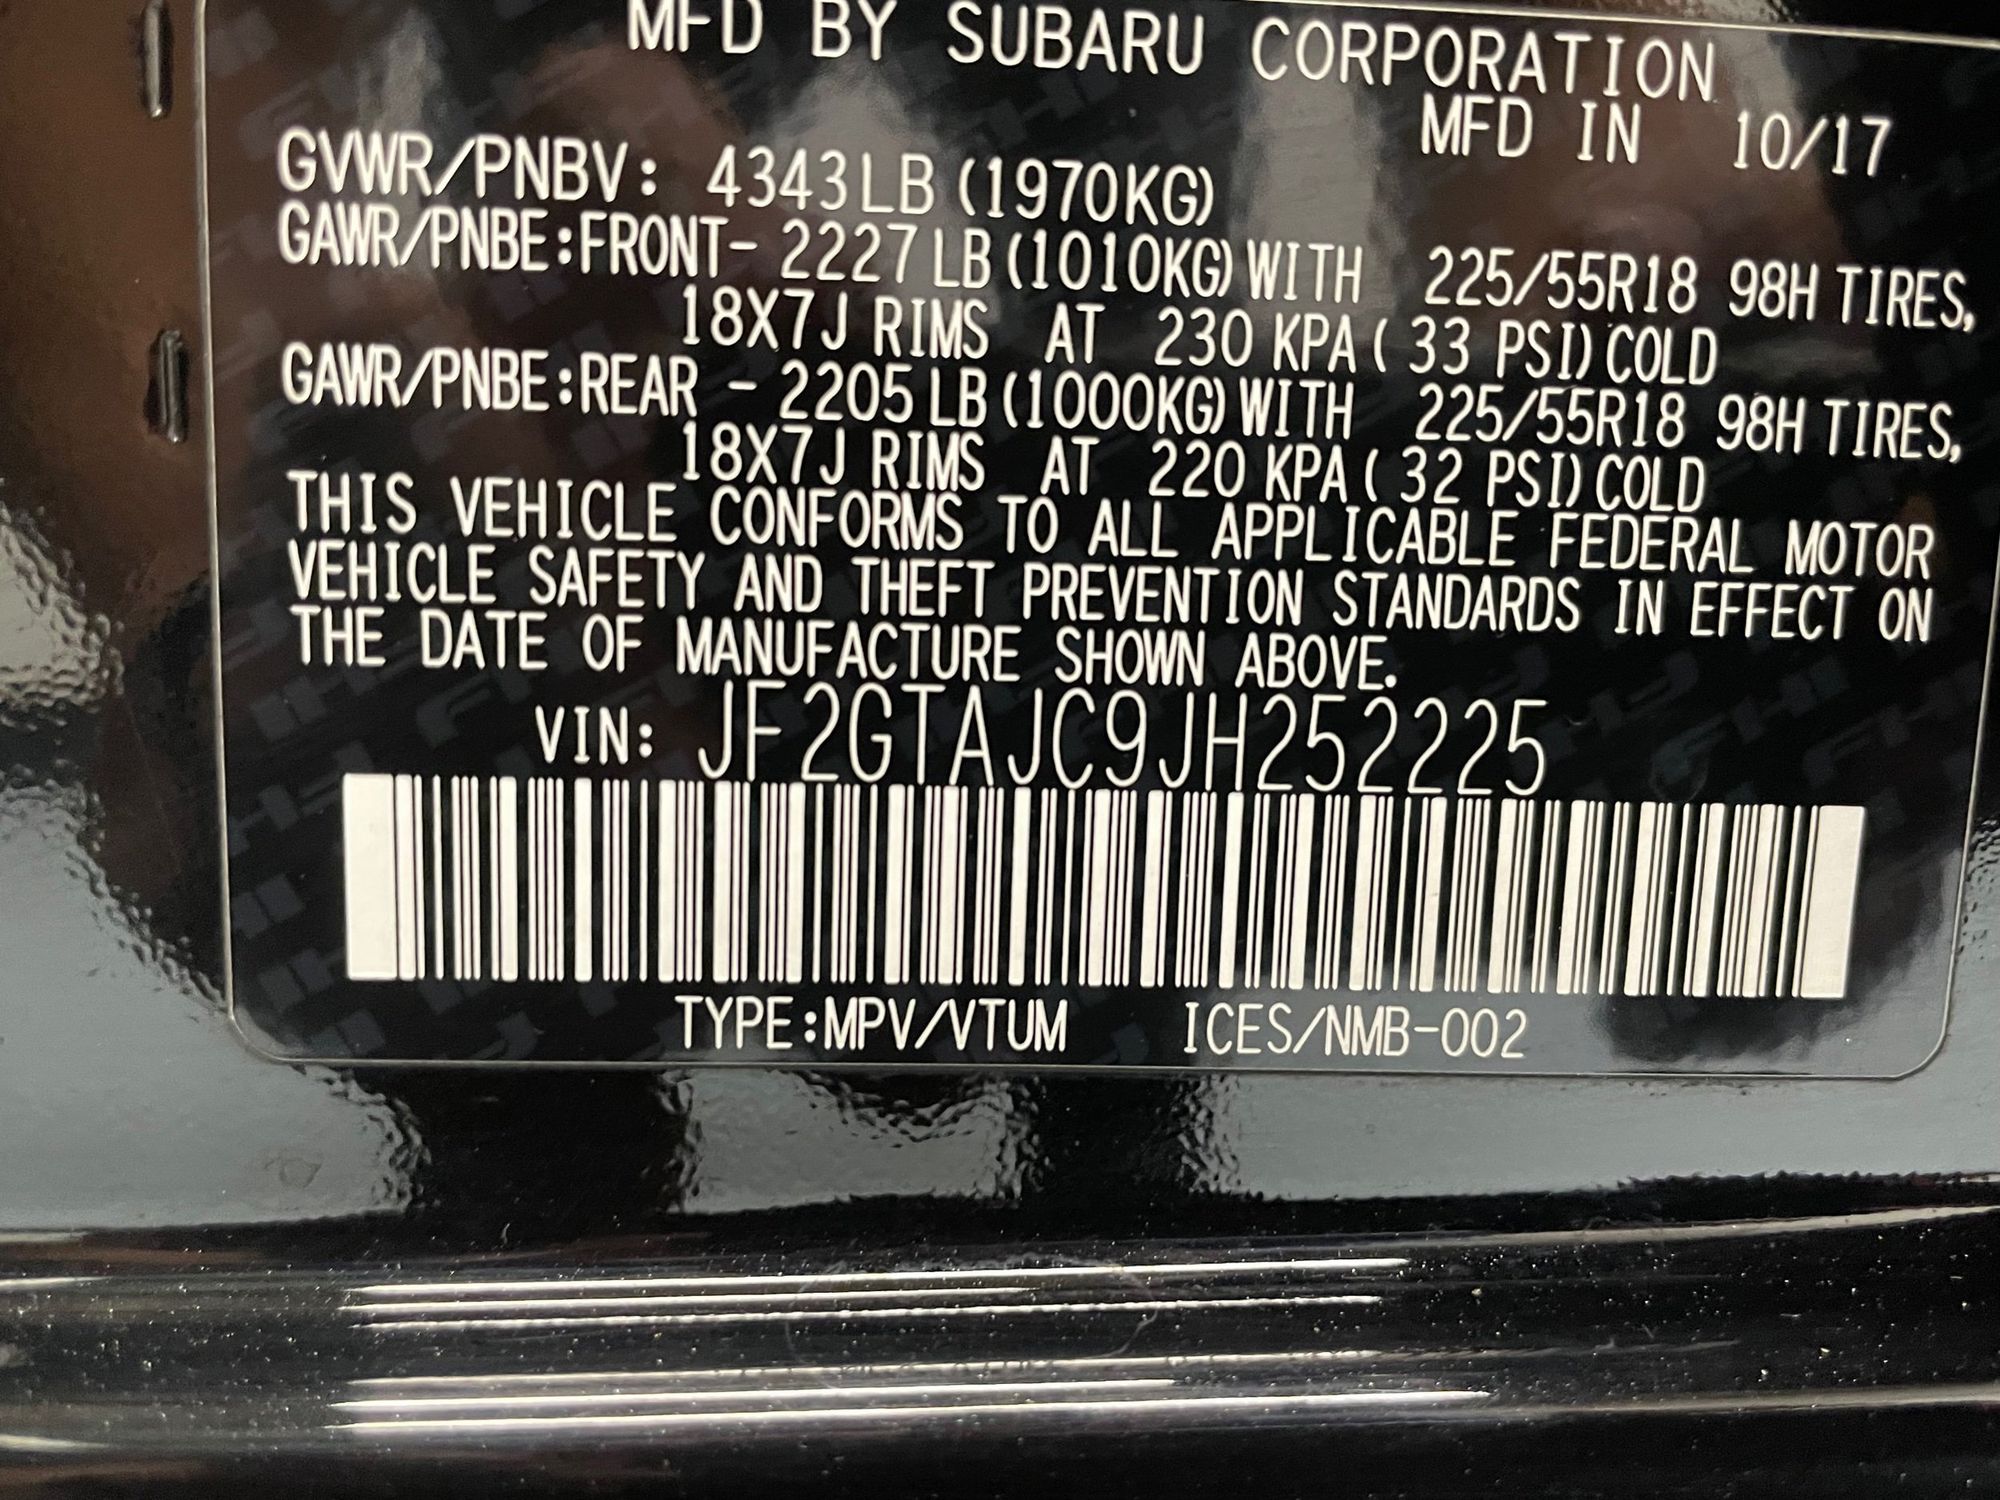 MFD BY SUBARU CORPORATION
MFD IN 10/17
GVWR/PNBV: 4343LB (1970KG)
GAWR/PNBE:FRONT- 2227 LB (1010KG) WITH 225/55R18 98H TIRES,
18X7J RIMS AT 230 KPA ( 33 PSI) COLD
GAWR/PNBE:REAR - 2205 LB (1000KG) WITH 225/55R18 98H TIRES,
18X7J RIMS AT 220 KPA ( 32 PSI) COLD
THIS VEHICLE CONFORMS TO ALL APPLICABLE FEDERAL MOTOR
VEHICLE SAFETY AND THEFT PREVENTION STANDARDS IN EFFECT ON
THE DATE OF MANUFACTURE SHOWN ABOVE.
VIN: JF2GTAJC9JH252225
TYPE:MPV/VTUM ICES/NMB-002